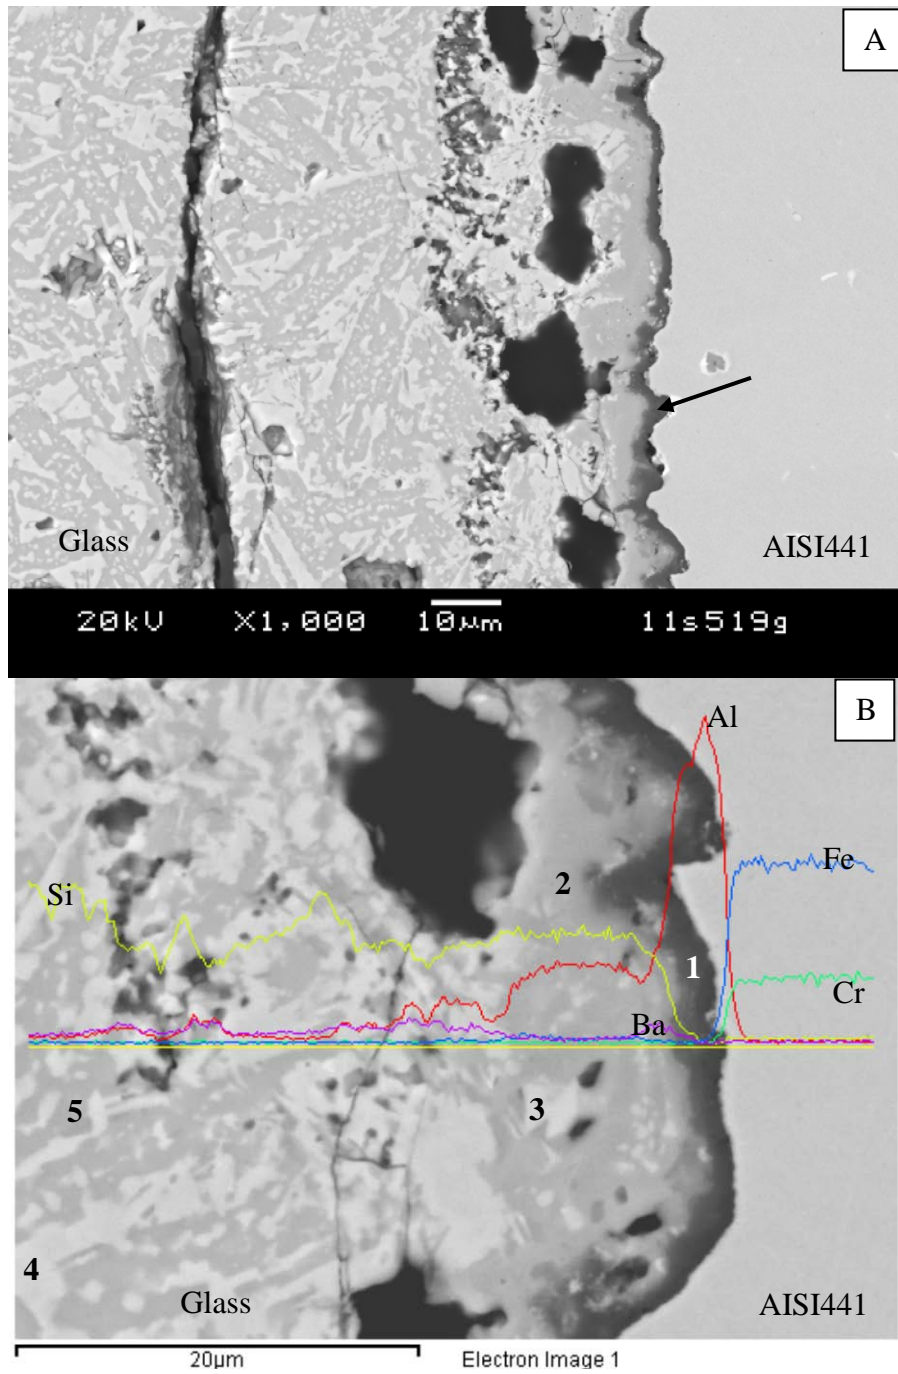 A
Glass
AISI441
20kV X1,000 10µm 11s519g
B
Al
Fe
Si
2
1
Cr
Ba
5
3
4
Glass
AISI441
20µm
Electron Image 1